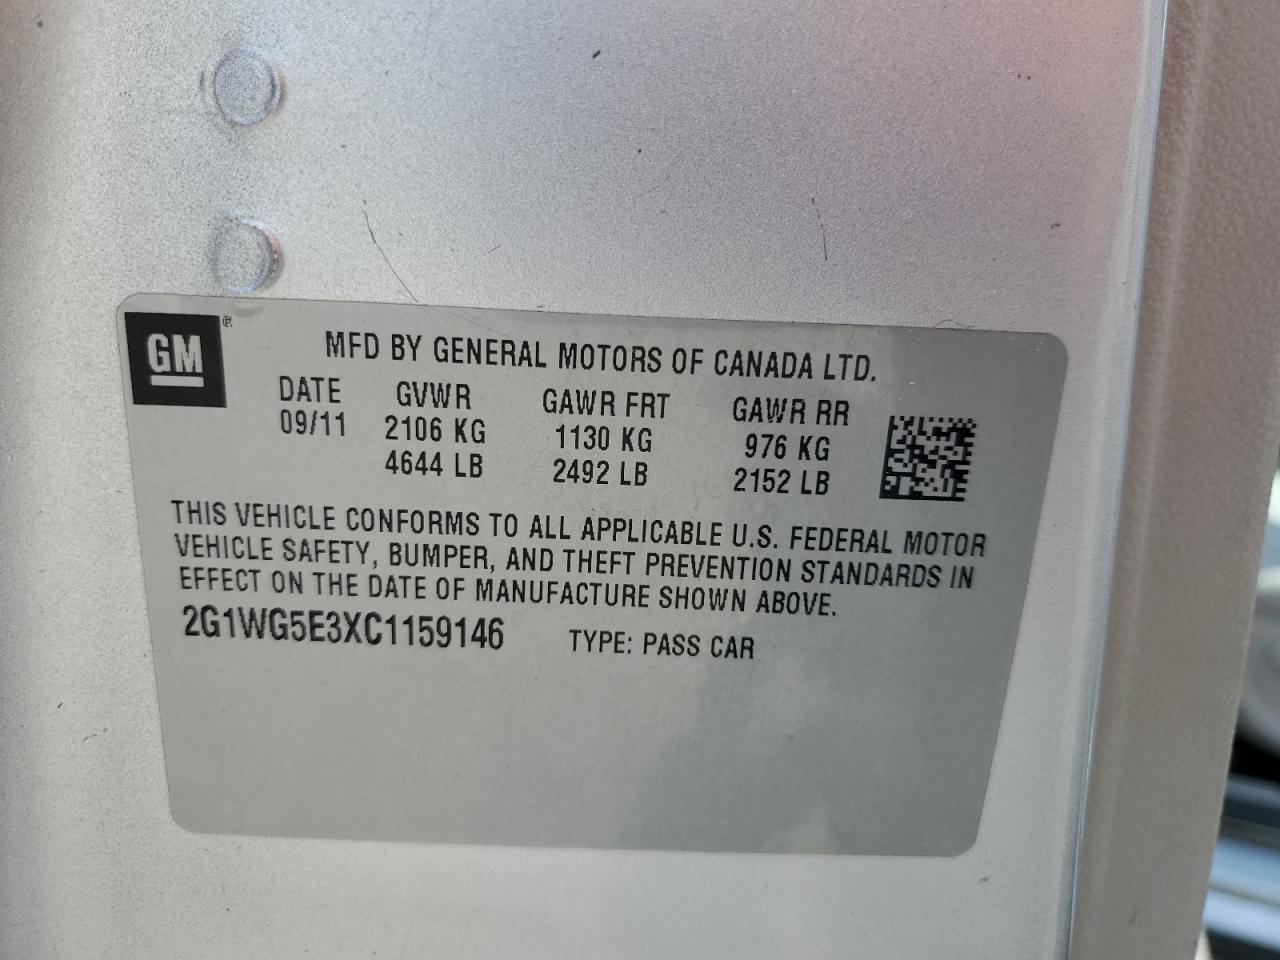 GM ®
MFD BY GENERAL MOTORS OF CANADA LTD.
DATE GVWR GAWR FRT GAWR RR
09/11 2106 KG 1130 KG 976 KG
4644 LB 2492 LB 2152 LB
THIS VEHICLE CONFORMS TO ALL APPLICABLE U.S. FEDERAL MOTOR
VEHICLE SAFETY, BUMPER, AND THEFT PREVENTION STANDARDS IN
EFFECT ON THE DATE OF MANUFACTURE SHOWN ABOVE.
2G1WG5E3XC1159146 TYPE: PASS CAR